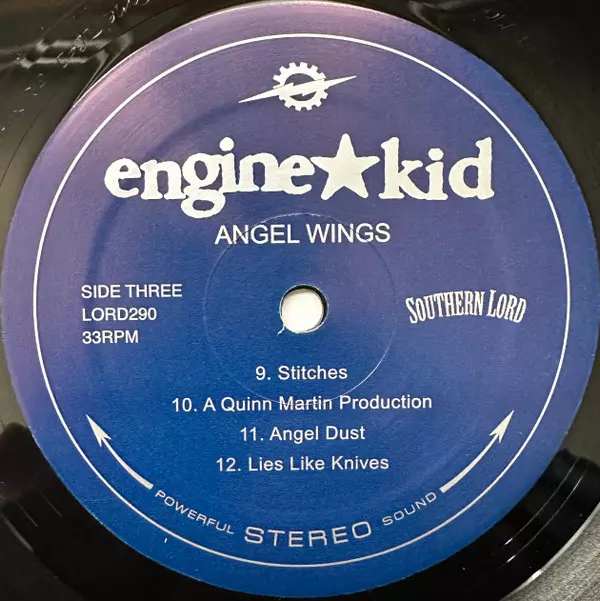 engine★kid
ANGEL WINGS
SIDE THREE
LORD290
33RPM
SOUTHERN LORD
9. Stitches
10. A Quinn Martin Production
11. Angel Dust
12. Lies Like Knives
POWERFUL STEREO SOUND